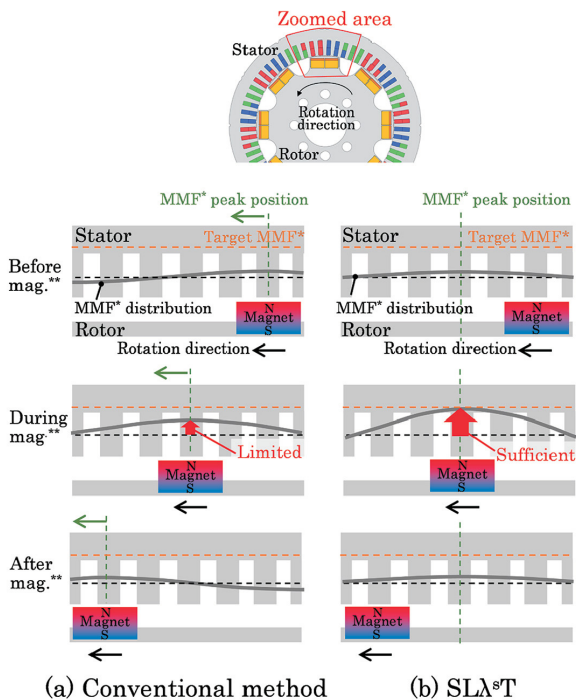 Zoomed area
Stator
Rotation
direction
Rotor
MMF* peak position
MMF* peak position
Stator
Target MMF*
Stator
Target MMF*
Before
mag.**
MMF* distribution
MMF* distribution
N
Magnet
S
N
Magnet
S
Rotor
Rotor
Rotation direction
Rotation direction
During
mag.**
Limited
Sufficient
N
Magnet
S
N
Magnet
S
After
mag.**
N
Magnet
S
(a) Conventional method
(b) SLλˢT